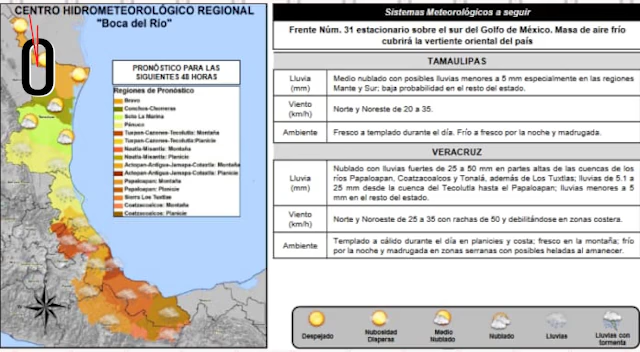 CENTRO HIDROMETEOROLÓGICO REGIONAL
"Boca del Río"
0
PRONÓSTICO PARA LAS
SIGUIENTES 48 HORAS
Regiones de Pronóstico
Bravo
Conchos-Chorreras
Soto La Marina
Pánuco
Tuxpan-Cazones-Tecolutla: Montaña
Tuxpan-Cazones-Tecolutla: Planicie
Nautla-Misantla: Montaña
Nautla-Misantla: Planicie
Actopan-Antigua-Jamapa-Cotaxtla: Montaña
Actopan-Antigua-Jamapa-Cotaxtla: Planicie
Papaloapan: Montaña
Papaloapan: Planicie
Sierra Los Tuxtlas
Coatzacoalcos: Montaña
Coatzacoalcos: Planicie
Sistemas Meteorológicos a seguir
Frente Núm. 31 estacionario sobre el sur del Golfo de México. Masa de aire frío
cubrirá la vertiente oriental del país
TAMAULIPAS
Lluvia
(mm)
Medio nublado con posibles lluvias menores a 5 mm especialmente en las regiones
Mante y Sur; baja probabilidad en el resto del estado.
Viento
(km/h)
Norte y Noreste de 20 a 35.
Ambiente
Fresco a templado durante el día. Frío a fresco por la noche y madrugada.
VERACRUZ
Lluvia
(mm)
Nublado con lluvias fuertes de 25 a 50 mm en partes altas de las cuencas de los
ríos Papaloapan, Coatzacoalcos y Tonalá, además de Los Tuxtlas; lluvias de 5.1 a
25 mm desde la cuenca del Tecolutla hasta el Papaloapan; lluvias menores a 5
mm en el resto del estado.
Viento
(km/h)
Norte y Noroeste de 25 a 35 con rachas de 50 y debilitándose en zonas costera.
Ambiente
Templado a cálido durante el día en planicies y costa; fresco en la montaña; frío
por la noche y madrugada en zonas serranas con posibles heladas al amanecer.
Despejado
Nubosidad
Dispersa
Medio
Nublado
Nublado
Lluvias
Lluvias con
tormenta